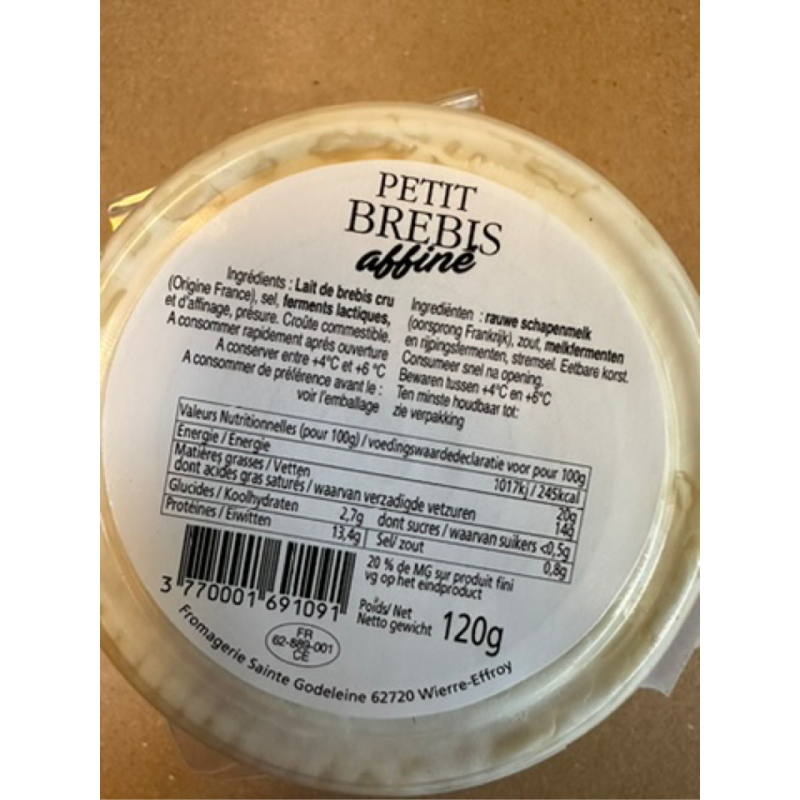 PETIT
BREBIS
affiné
Ingrédients : Lait de brebis cru
(Origine France), sel, ferments lactiques,
et d'affinage, présure. Croûte commestible.
A consommer rapidement après ouverture
A conserver entre +4°C et +6 °C
A consommer de préférence avant le :
voir l'emballage
Ingrediënten : rauwe schapenmelk
(oorsprong Frankrijk), zout, melkfermenten
en rijpingsfermenten, stremsel. Eetbare korst.
Consumeer snel na opening.
Bewaren tussen +4°C en +6°C
Ten minste houdbaar tot:
zie verpakking
Valeurs Nutritionnelles (pour 100g) / voedingswaardedeclaratie voor pour 100g
Energie / Energie 1017kj / 245kcal
Matières grasses / Vetten 20g
dont acides gras saturés / waarvan verzadigde vetzuren 14g
Glucides / Koolhydraten 2,7g dont sucres / waarvan suikers <0,5g
Protéines / Eiwitten 13,4g Sel/ zout 0,8g
20 % de MG sur produit fini
vg op het eindproduct
3 770001 691091
Poids/ Net
Netto gewicht 120g
FR
62-889-001
CE
Fromagerie Sainte Godeleine 62720 Wierre-Effroy